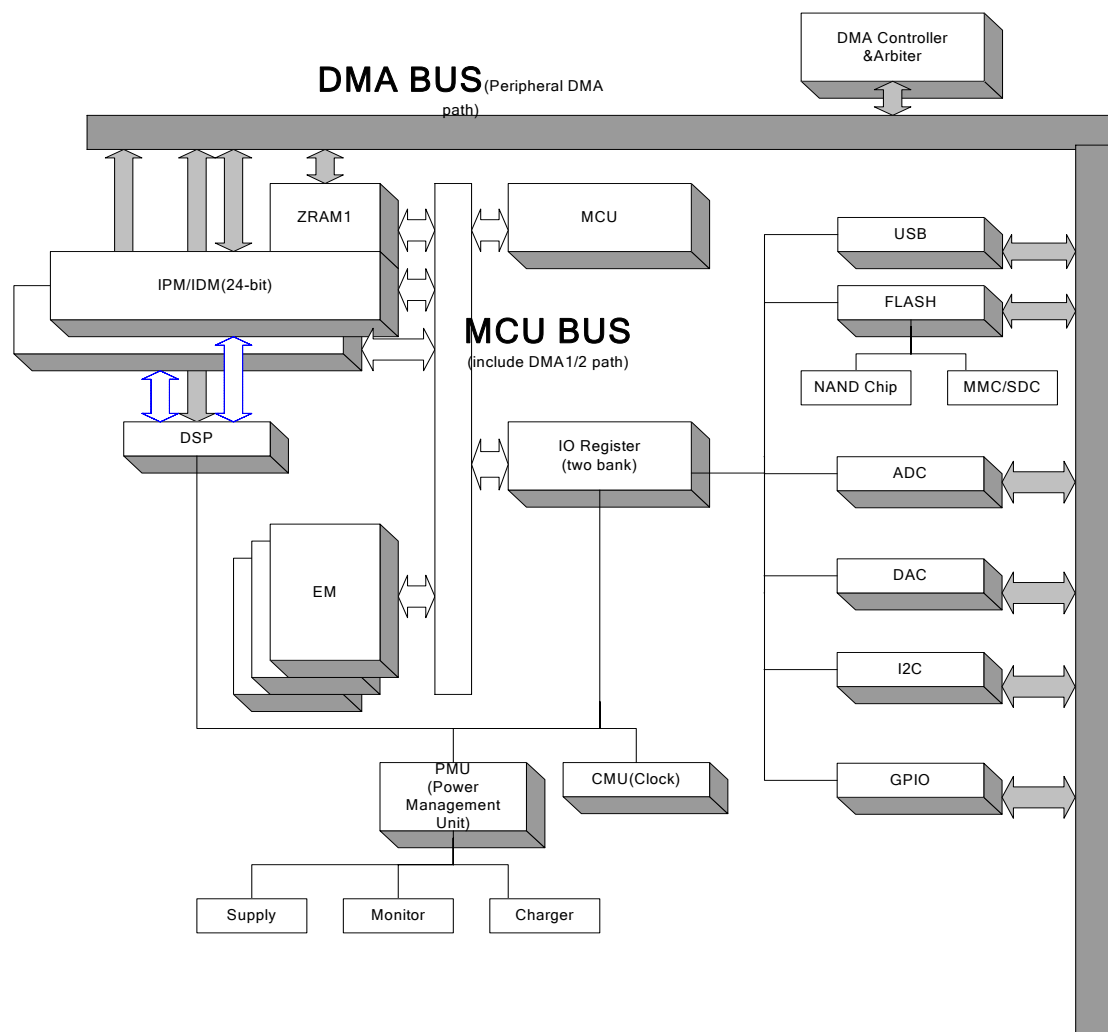 DMA Controller
&Arbiter
DMA BUS(Peripheral DMA
path)
ZRAM1
MCU
USB
IPM/IDM(24-bit)
FLASH
MCU BUS
(include DMA1/2 path)
NAND Chip
MMC/SDC
DSP
IO Register
(two bank)
ADC
EM
DAC
I2C
PMU
(Power
Management
Unit)
CMU(Clock)
GPIO
Supply
Monitor
Charger